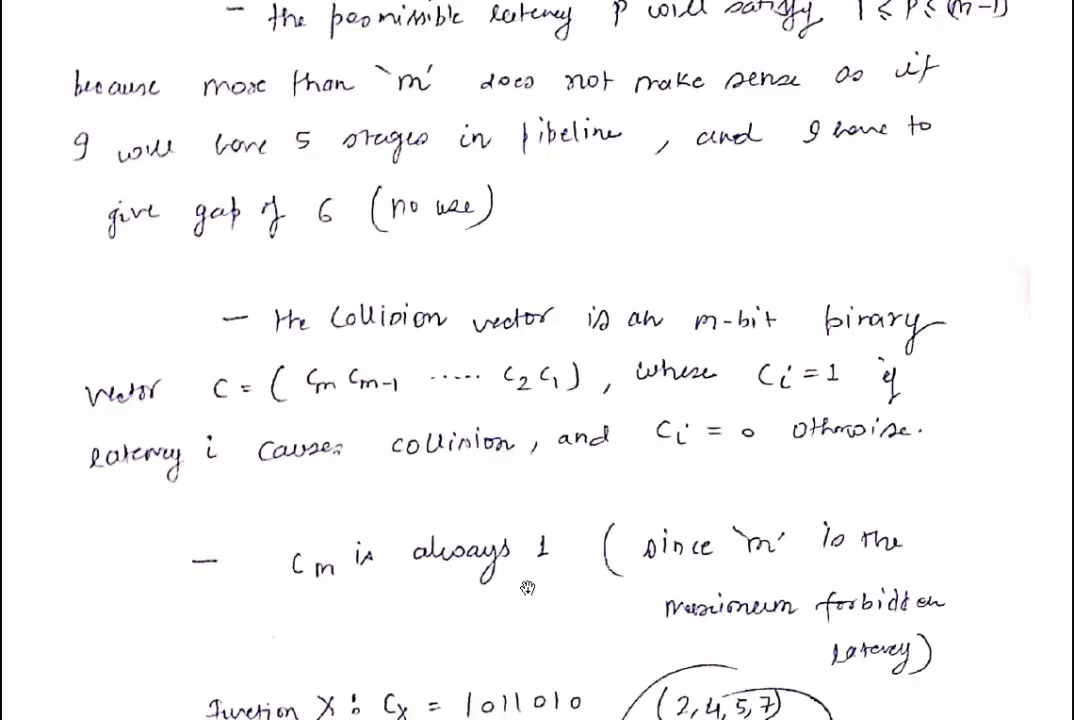 - the permissible latency p will satisfy 1 ≤ p ≤ (m-1)
because more than `m' does not make sense as if
I will have 5 stages in pipeline, and I have to
give gap of 6 (no use)
- the collision vector is an m-bit binary
vector C = (Cm Cm-1 ..... C2 C1), where Ci = 1 if
latency i causes collision, and Ci = 0 otherwise.
- Cm is always 1 (since `m' is the
maximum forbidden
latency)
Function X : Cx = 1011010 (2,4,5,7)